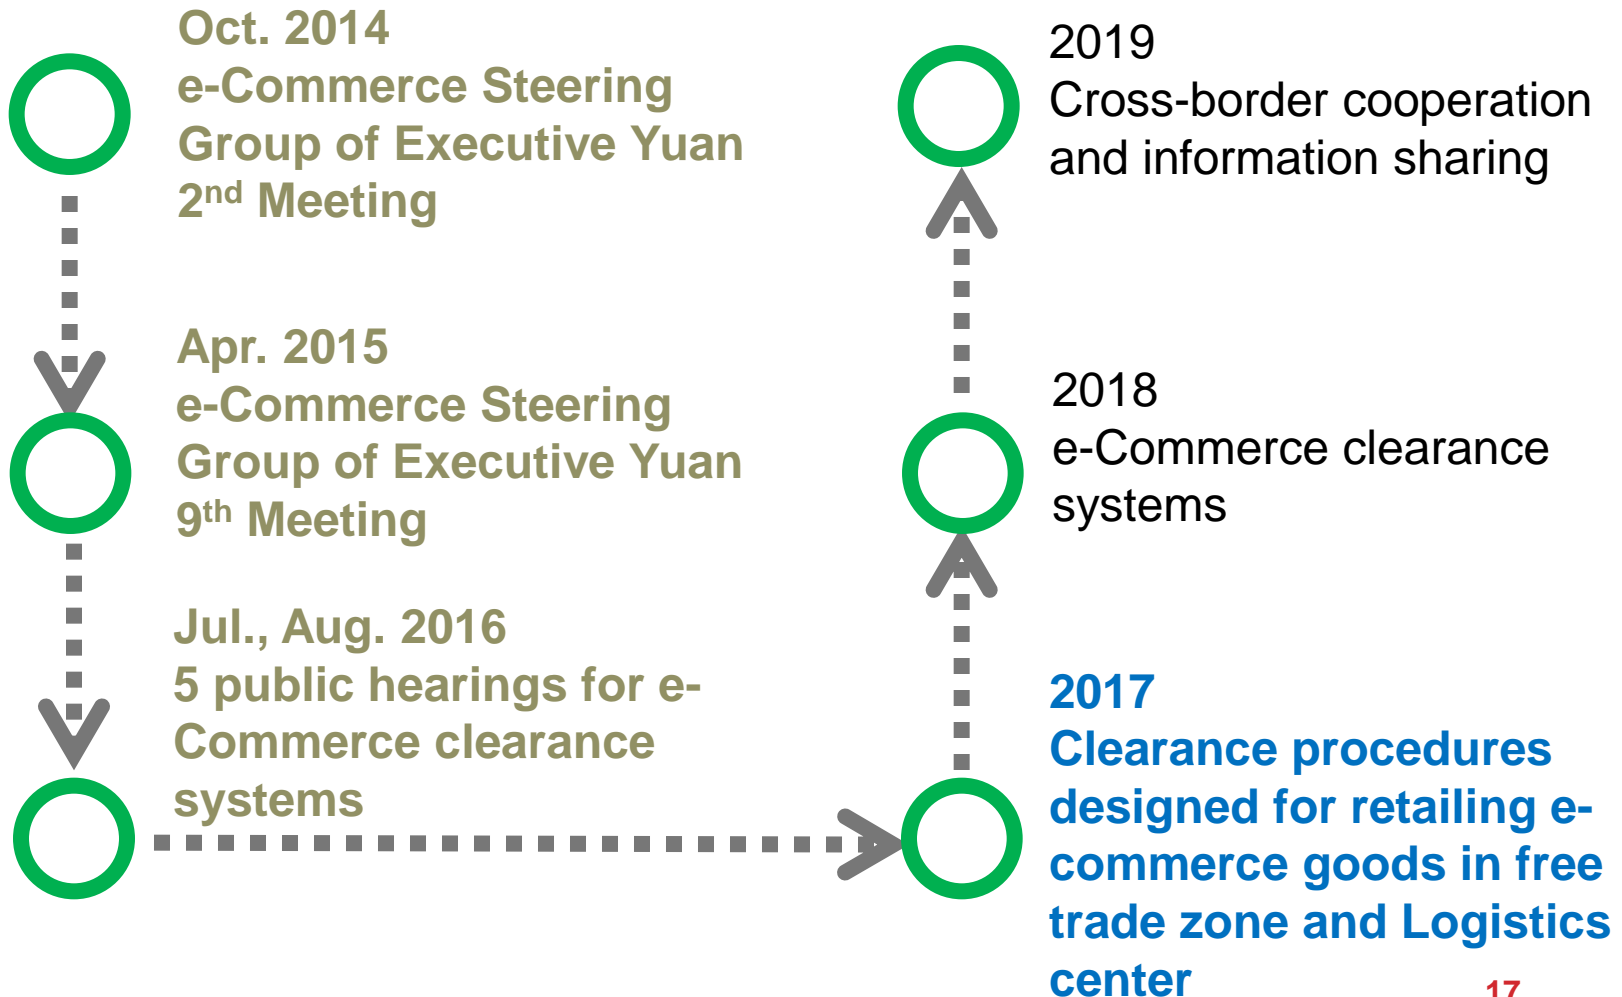 Oct. 2014
e-Commerce Steering
Group of Executive Yuan
2nd Meeting
Apr. 2015
e-Commerce Steering
Group of Executive Yuan
9th Meeting
Jul., Aug. 2016
5 public hearings for e-
Commerce clearance
systems
2019
Cross-border cooperation
and information sharing
2018
e-Commerce clearance
systems
2017
Clearance procedures
designed for retailing e-
commerce goods in free
trade zone and Logistics
center
17